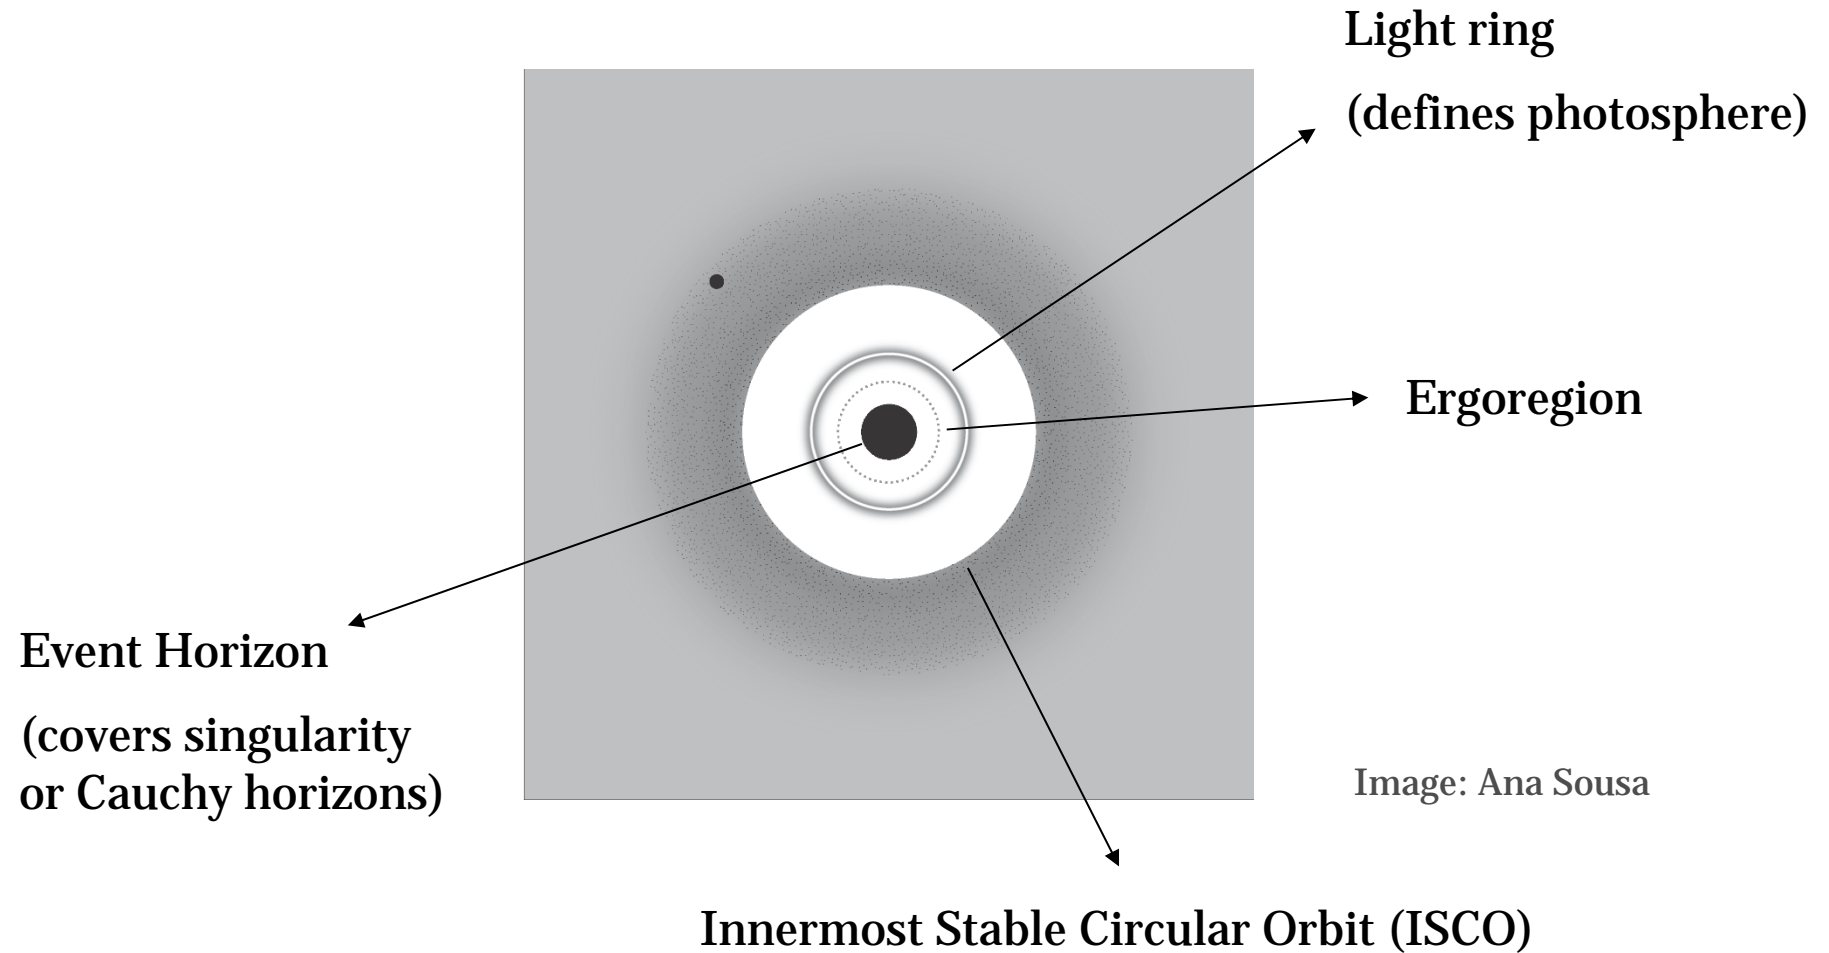 Light ring
(defines photosphere)
Ergoregion
Event Horizon
(covers singularity
or Cauchy horizons)
Image: Ana Sousa
Innermost Stable Circular Orbit (ISCO)